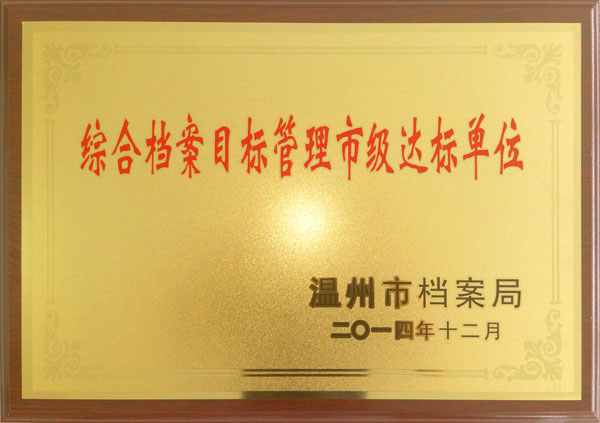 综合档案目标管理市级达标单位
温州市档案局
二〇一四年十二月